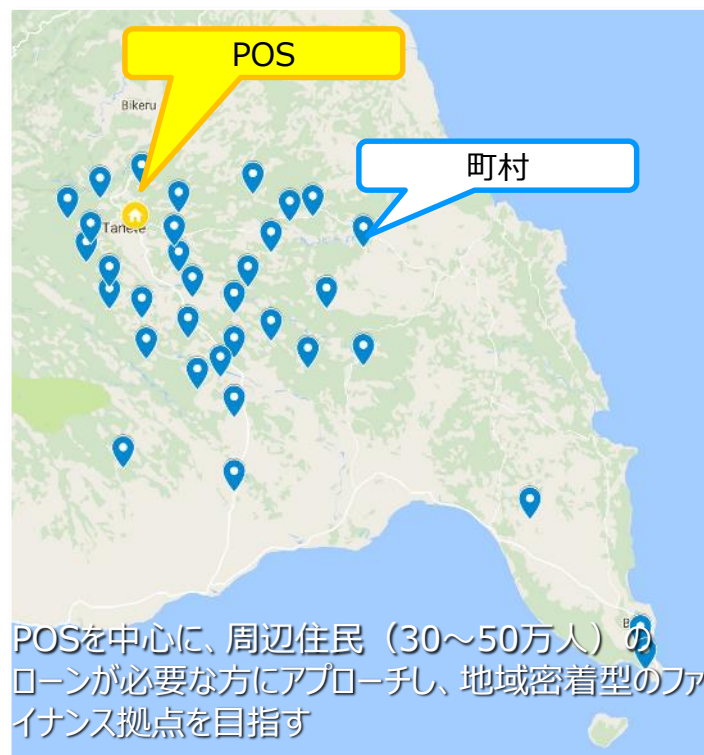 POS
Bikeru
町村
Tanete
POSを中心に、周辺住民（30～50万人）の
ローンが必要な方にアプローチし、地域密着型のファ
イナンス拠点を目指す